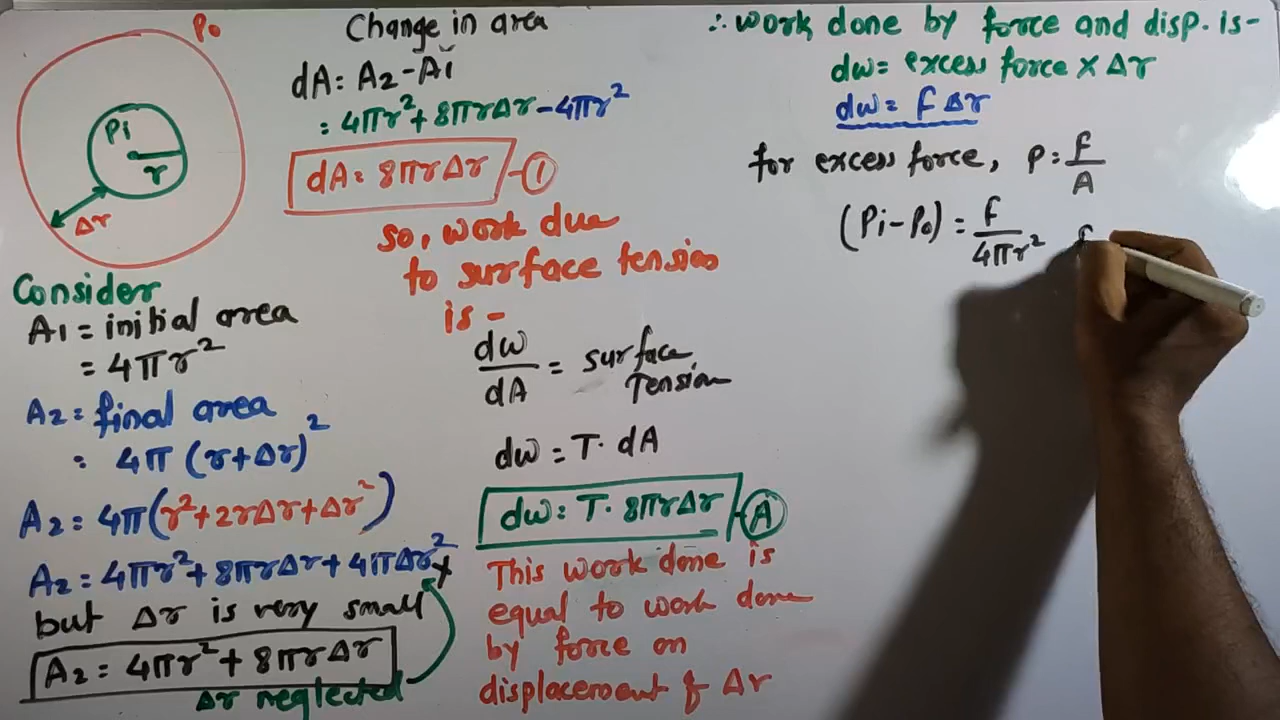 P₀
Pi
r
Δr
Consider
A₁ = initial area
= 4πr²
A₂ = final area
= 4π (r+Δr)²
A₂ = 4π(r²+2rΔr+Δr²)
A₂ = 4πr²+8πrΔr+4πΔr²
but Δr is very small
A₂ = 4πr²+8πrΔr
Δr neglected
Change in area
dA = A₂-A₁
= 4πr²+8πrΔr-4πr²
dA = 8πrΔr -①
So, work due
to surface tension
is -
dw/dA = surface
Tension
dw = T. dA
dw = T. 8πrΔr -Ⓐ
This work done is
equal to work done
by force on
displacement of Δr
∴ work done by force and disp. is-
dw = excess force × Δr
dw = F Δr
for excess force, P = F/A
(Pi-P₀) = F/4πr²